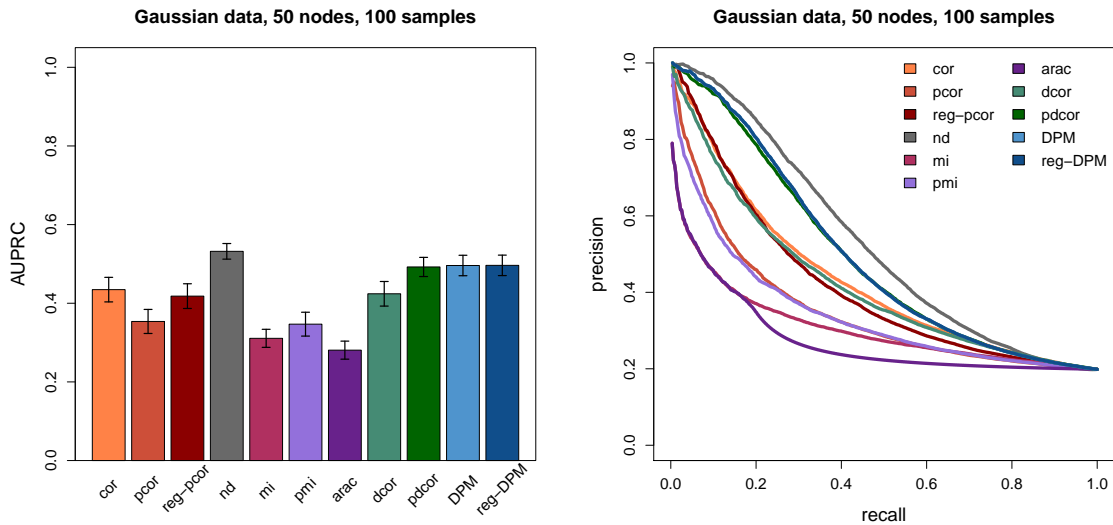 Gaussian data, 50 nodes, 100 samples
AUPRC
1.0
0.8
0.6
0.4
0.2
0.0
cor
pcor
reg-pcor
nd
mi
pmi
arac
dcor
pdcor
DPM
reg-DPM
Gaussian data, 50 nodes, 100 samples
precision
1.0
0.8
0.6
0.4
0.2
0.0
cor
pcor
reg-pcor
nd
mi
pmi
arac
dcor
pdcor
DPM
reg-DPM
0.0 0.2 0.4 0.6 0.8 1.0
recall